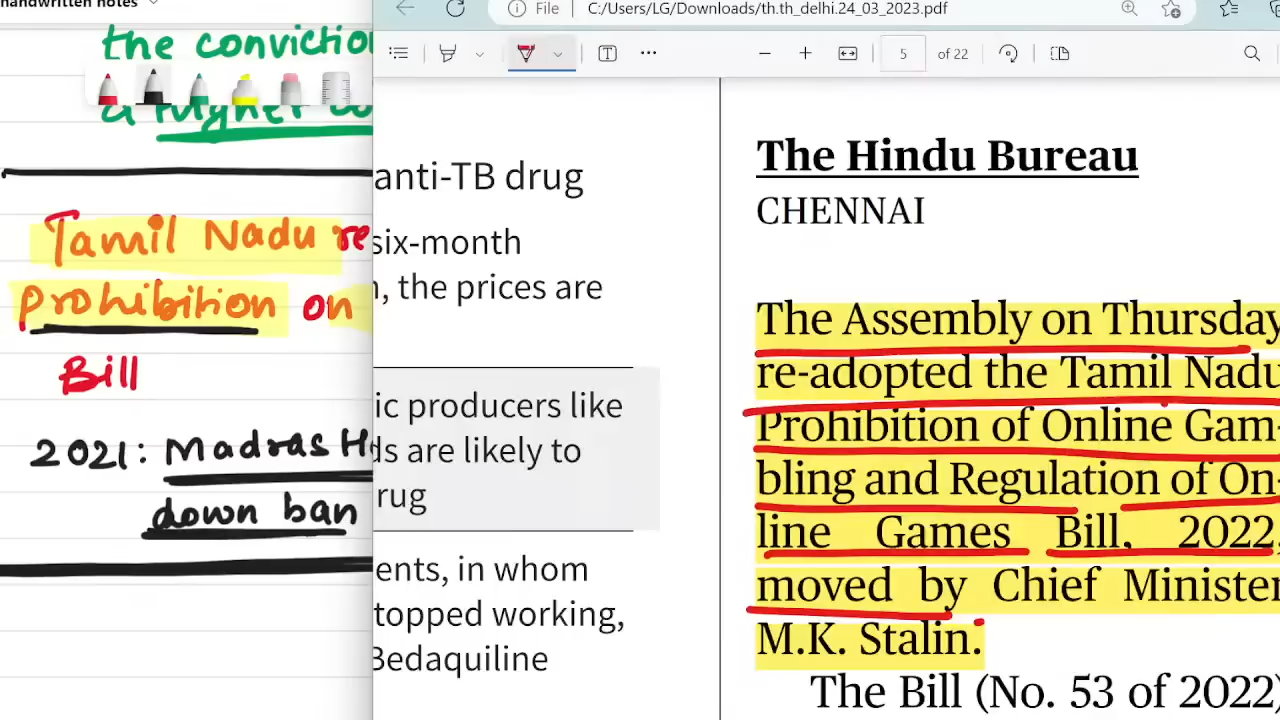 handwritten notes
the conviction
a higher
Tamil Nadu re
prohibition on
Bill
2021: Madras H
down ban
File
C:/Users/LG/Downloads/th.th_delhi.24_03_2023.pdf
5 of 22
anti-TB drug
six-month
, the prices are
ic producers like
ds are likely to
rug
ents, in whom
topped working,
Bedaquiline
The Hindu Bureau
CHENNAI
The Assembly on Thursday
re-adopted the Tamil Nadu
Prohibition of Online Gam-
bling and Regulation of On-
line Games Bill, 2022,
moved by Chief Minister
M.K. Stalin.
The Bill (No. 53 of 2022)